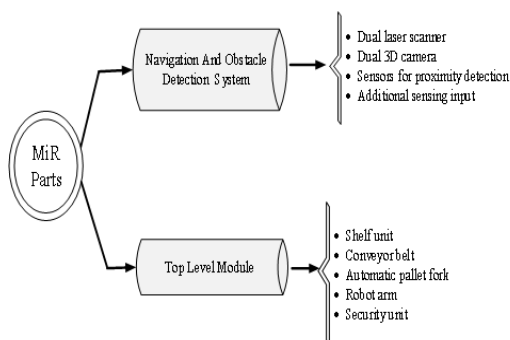 MiR
Parts
Navigation And Obstacle
Detection System
• Dual laser scanner
• Dual 3D camera
• Sensors for proximity detection
• Additional sensing input
Top Level Module
• Shelf unit
• Conveyor belt
• Automatic pallet fork
• Robot arm
• Security unit